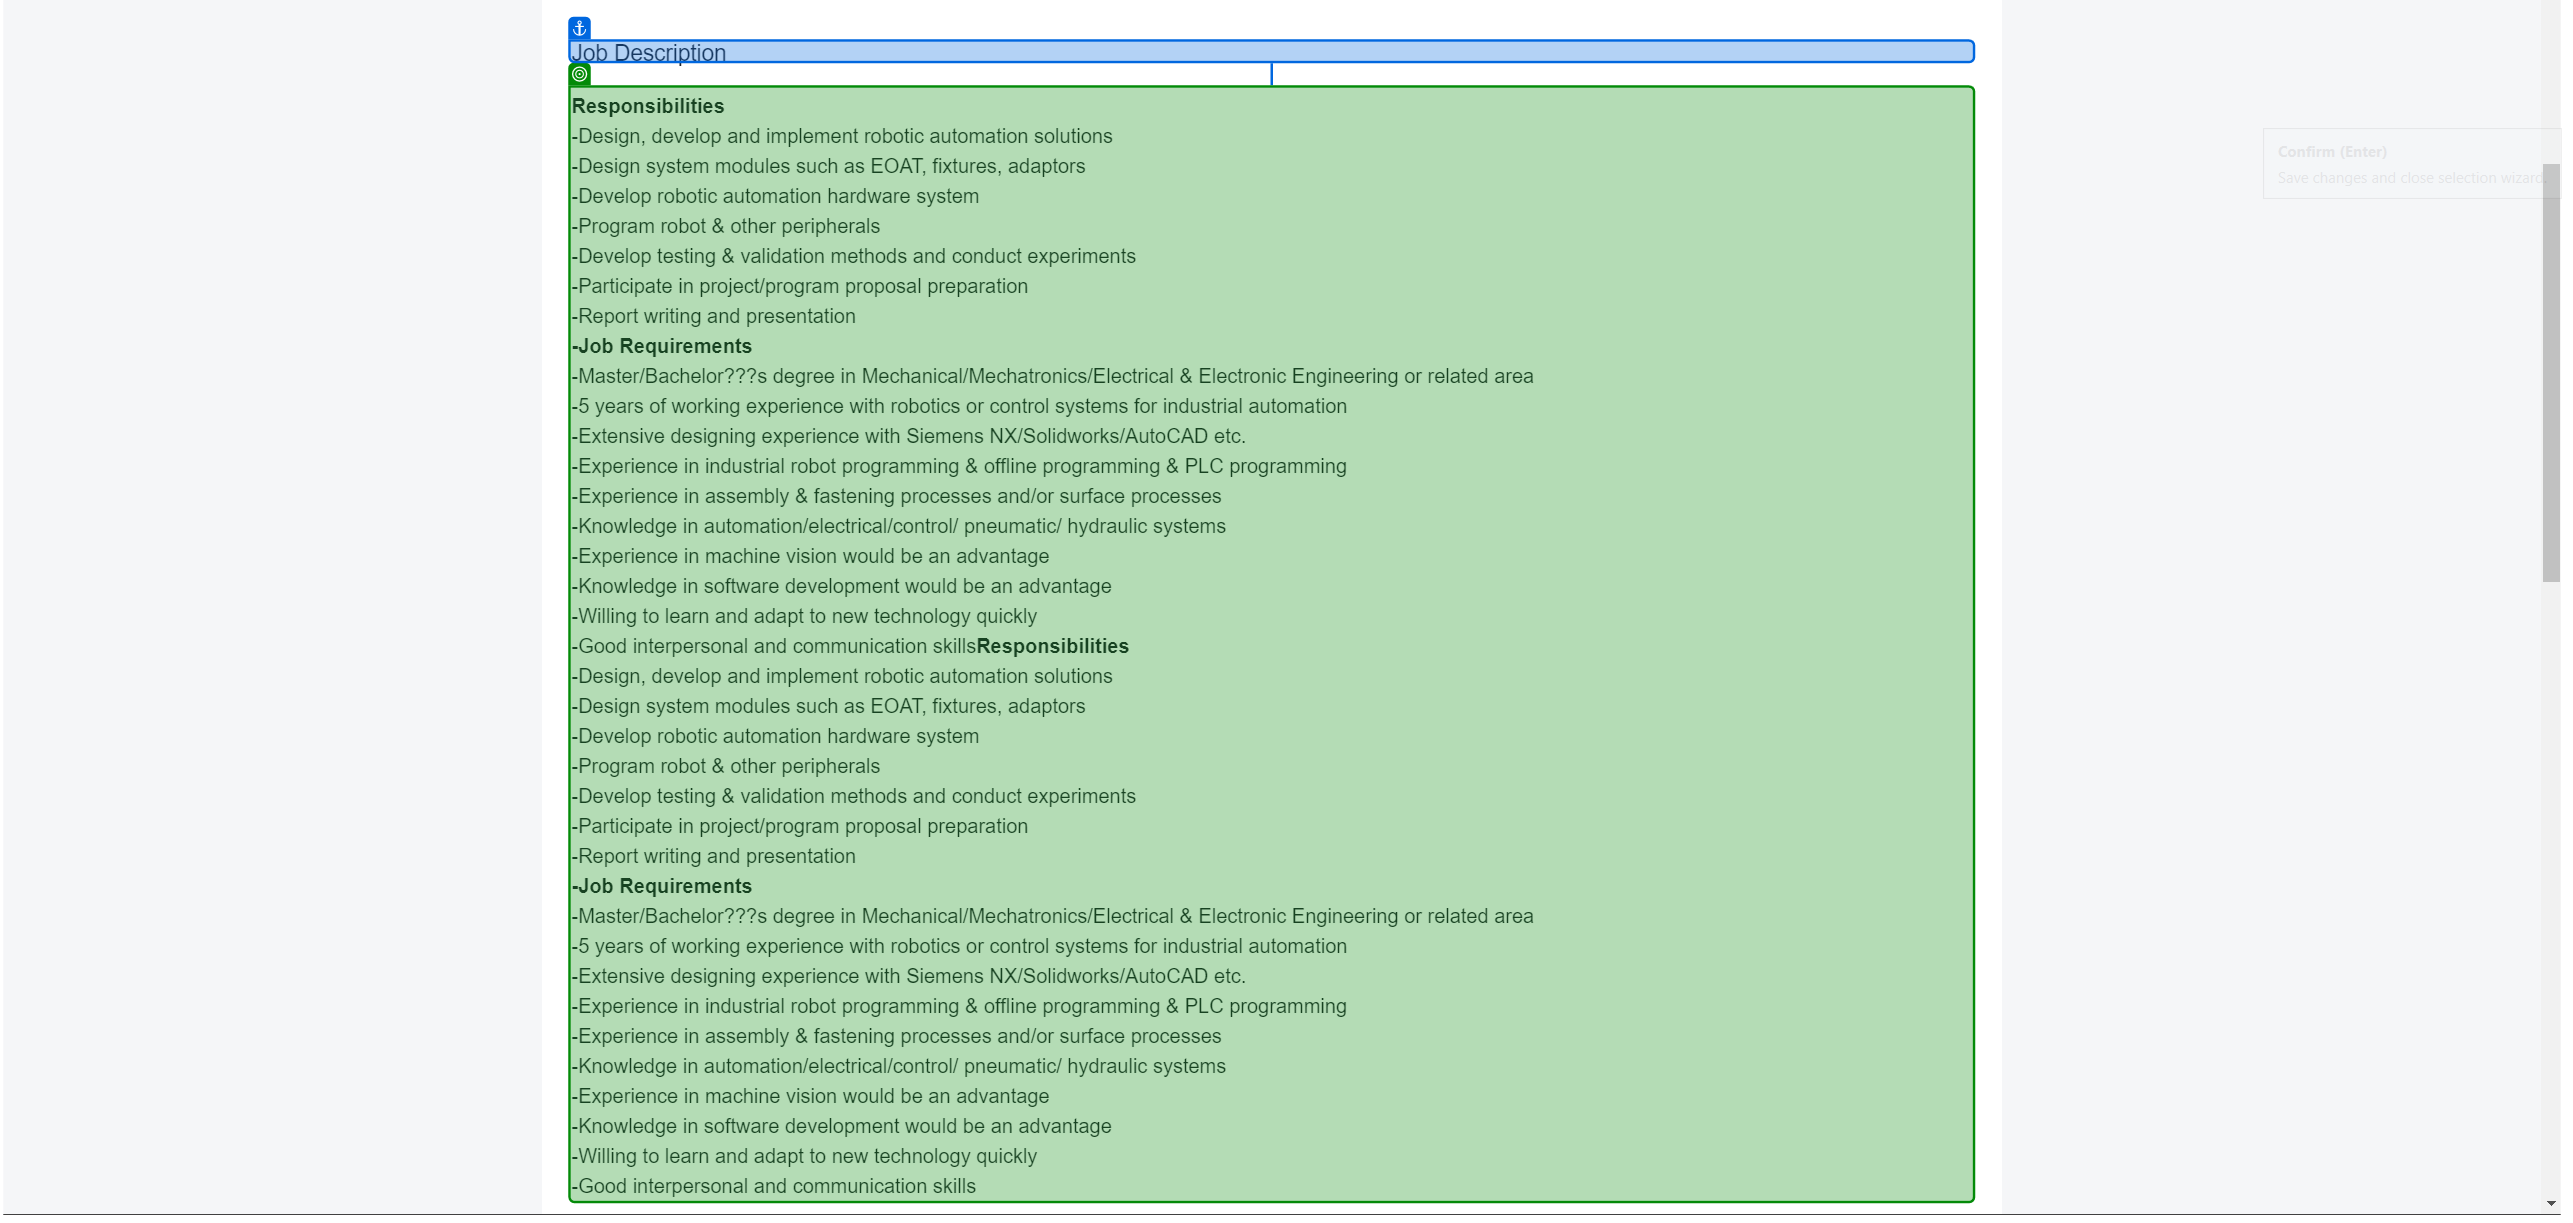 Job Description
Responsibilities
-Design, develop and implement robotic automation solutions
-Design system modules such as EOAT, fixtures, adaptors
-Develop robotic automation hardware system
-Program robot & other peripherals
-Develop testing & validation methods and conduct experiments
-Participate in project/program proposal preparation
-Report writing and presentation
-Job Requirements
-Master/Bachelor???s degree in Mechanical/Mechatronics/Electrical & Electronic Engineering or related area
-5 years of working experience with robotics or control systems for industrial automation
-Extensive designing experience with Siemens NX/Solidworks/AutoCAD etc.
-Experience in industrial robot programming & offline programming & PLC programming
-Experience in assembly & fastening processes and/or surface processes
-Knowledge in automation/electrical/control/ pneumatic/ hydraulic systems
-Experience in machine vision would be an advantage
-Knowledge in software development would be an advantage
-Willing to learn and adapt to new technology quickly
-Good interpersonal and communication skillsResponsibilities
-Design, develop and implement robotic automation solutions
-Design system modules such as EOAT, fixtures, adaptors
-Develop robotic automation hardware system
-Program robot & other peripherals
-Develop testing & validation methods and conduct experiments
-Participate in project/program proposal preparation
-Report writing and presentation
-Job Requirements
-Master/Bachelor???s degree in Mechanical/Mechatronics/Electrical & Electronic Engineering or related area
-5 years of working experience with robotics or control systems for industrial automation
-Extensive designing experience with Siemens NX/Solidworks/AutoCAD etc.
-Experience in industrial robot programming & offline programming & PLC programming
-Experience in assembly & fastening processes and/or surface processes
-Knowledge in automation/electrical/control/ pneumatic/ hydraulic systems
-Experience in machine vision would be an advantage
-Knowledge in software development would be an advantage
-Willing to learn and adapt to new technology quickly
-Good interpersonal and communication skills
Confirm (Enter)
Save changes and close selection wizard.